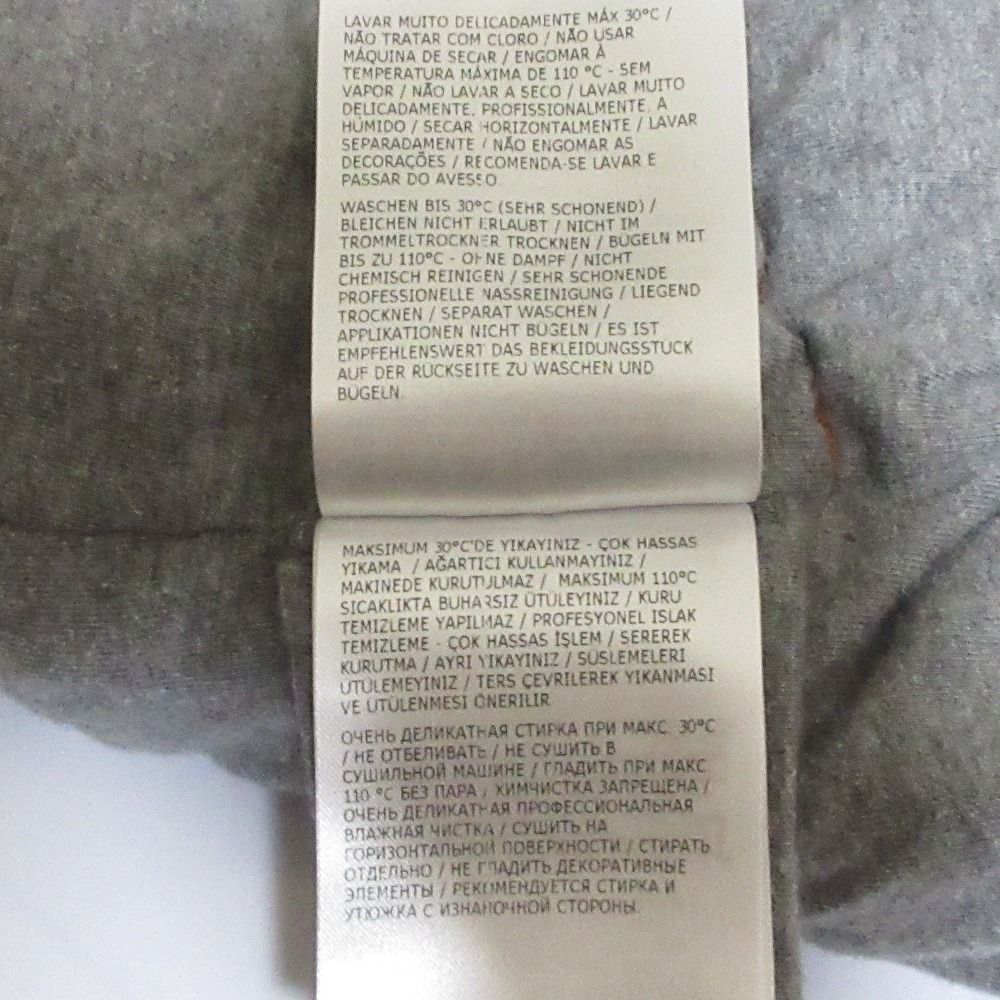 LAVAR MUITO DELICADAMENTE MÁX 30°C /
NÃO TRATAR COM CLORO / NÃO USAR
MÁQUINA DE SECAR / ENGOMAR À
TEMPERATURA MÁXIMA DE 110 °C - SEM
VAPOR / NÃO LAVAR A SECO / LAVAR MUITO
DELICADAMENTE, PROFISSIONALMENTE, A
HÚMIDO / SECAR HORIZONTALMENTE / LAVAR
SEPARADAMENTE / NÃO ENGOMAR AS
DECORAÇÕES / RECOMENDA-SE LAVAR E
PASSAR DO AVESSO
WASCHEN BIS 30°C (SEHR SCHONEND) /
BLEICHEN NICHT ERLAUBT / NICHT IM
TROMMELTROCKNER TROCKNEN / BÜGELN MIT
BIS ZU 110°C - OHNE DAMPF / NICHT
CHEMISCH REINIGEN / SEHR SCHONENDE
PROFESSIONELLE NASSREINIGUNG / LIEGEND
TROCKNEN / SEPARAT WASCHEN /
APPLIKATIONEN NICHT BÜGELN / ES IST
EMPFEHLENSWERT DAS BEKLEIDUNGSSTÜCK
AUF DER RÜCKSEITE ZU WASCHEN UND
BÜGELN.
MAKSIMUM 30°C'DE YIKAYINIZ - ÇOK HASSAS
YIKAMA / AĞARTICI KULLANMAYINIZ /
MAKINEDE KURUTULMAZ / MAKSIMUM 110°C
SICAKLIKTA BUHARSIZ ÜTÜLEYINIZ / KURU
TEMIZLEME YAPILMAZ / PROFESYONEL ISLAK
TEMIZLEME - ÇOK HASSAS İŞLEM / SEREREK
KURUTMA / AYRI YIKAYINIZ / SÜSLEMELERI
ÜTÜLEMEYINIZ / TERS ÇEVRILEREK YIKANMASI
VE ÜTÜLENMESI ÖNERILIR
ОЧЕНЬ ДЕЛИКАТНАЯ СТИРКА ПРИ МАКС. 30°C
/ НЕ ОТБЕЛИВАТЬ / НЕ СУШИТЬ В
СУШИЛЬНОЙ МАШИНЕ / ГЛАДИТЬ ПРИ МАКС.
110 °C БЕЗ ПАРА / ХИМЧИСТКА ЗАПРЕЩЕНА /
ОЧЕНЬ ДЕЛИКАТНАЯ ПРОФЕССИОНАЛЬНАЯ
ВЛАЖНАЯ ЧИСТКА / СУШИТЬ НА
ГОРИЗОНТАЛЬНОЙ ПОВЕРХНОСТИ / СТИРАТЬ
ОТДЕЛЬНО / НЕ ГЛАДИТЬ ДЕКОРАТИВНЫЕ
ЭЛЕМЕНТЫ / РЕКОМЕНДУЕТСЯ СТИРКА И
УТЮЖКА С ИЗНАНОЧНОЙ СТОРОНЫ.